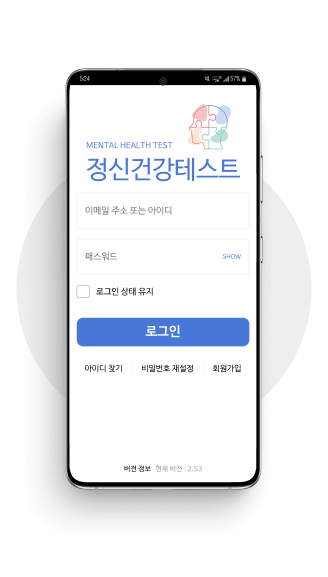 5:24
57%
MENTAL HEALTH TEST
정신건강테스트
이메일 주소 또는 아이디
패스워드 SHOW
로그인 상태 유지
로그인
아이디 찾기 비밀번호 재설정 회원가입
버전 정보 현재 버전 : 2.53